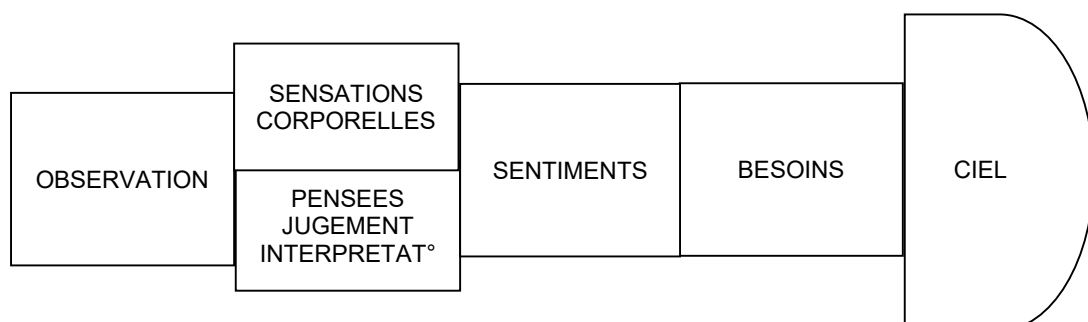 OBSERVATION
SENSATIONS
CORPORELLES
PENSEES
JUGEMENT
INTERPRETAT°
SENTIMENTS
BESOINS
CIEL